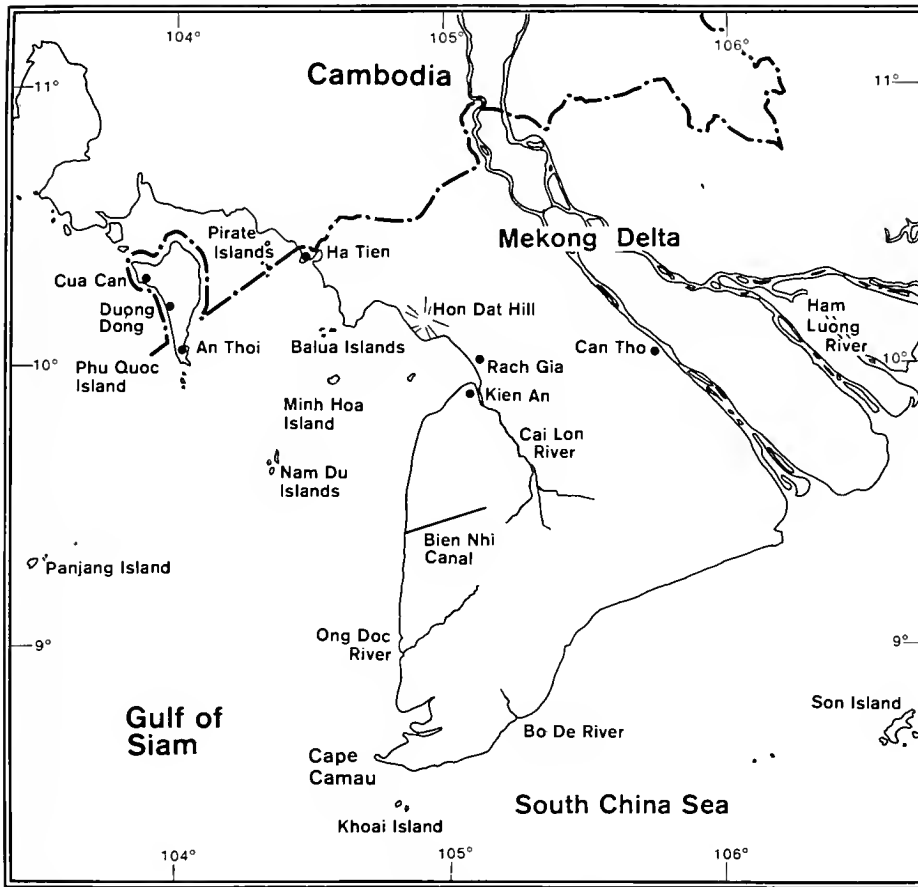 104°
105°
106°
11°
Cambodia
11°
Pirate
Islands
Ha Tien
Mekong Delta
Cua Can
Duong
Dong
Hon Dat Hill
Ham
Luong
River
An Thoi
Balua Islands
Can Tho
10°
10°
Phu Quoc
Island
Rach Gia
Minh Hoa
Island
Kien An
Cai Lon
River
Nam Du
Islands
Bien Nhi
Canal
Panjang Island
Ong Doc
River
9°
9°
Gulf of
Siam
Son Island
Bo De River
Cape
Camau
South China Sea
Khoai Island
104°
105°
106°